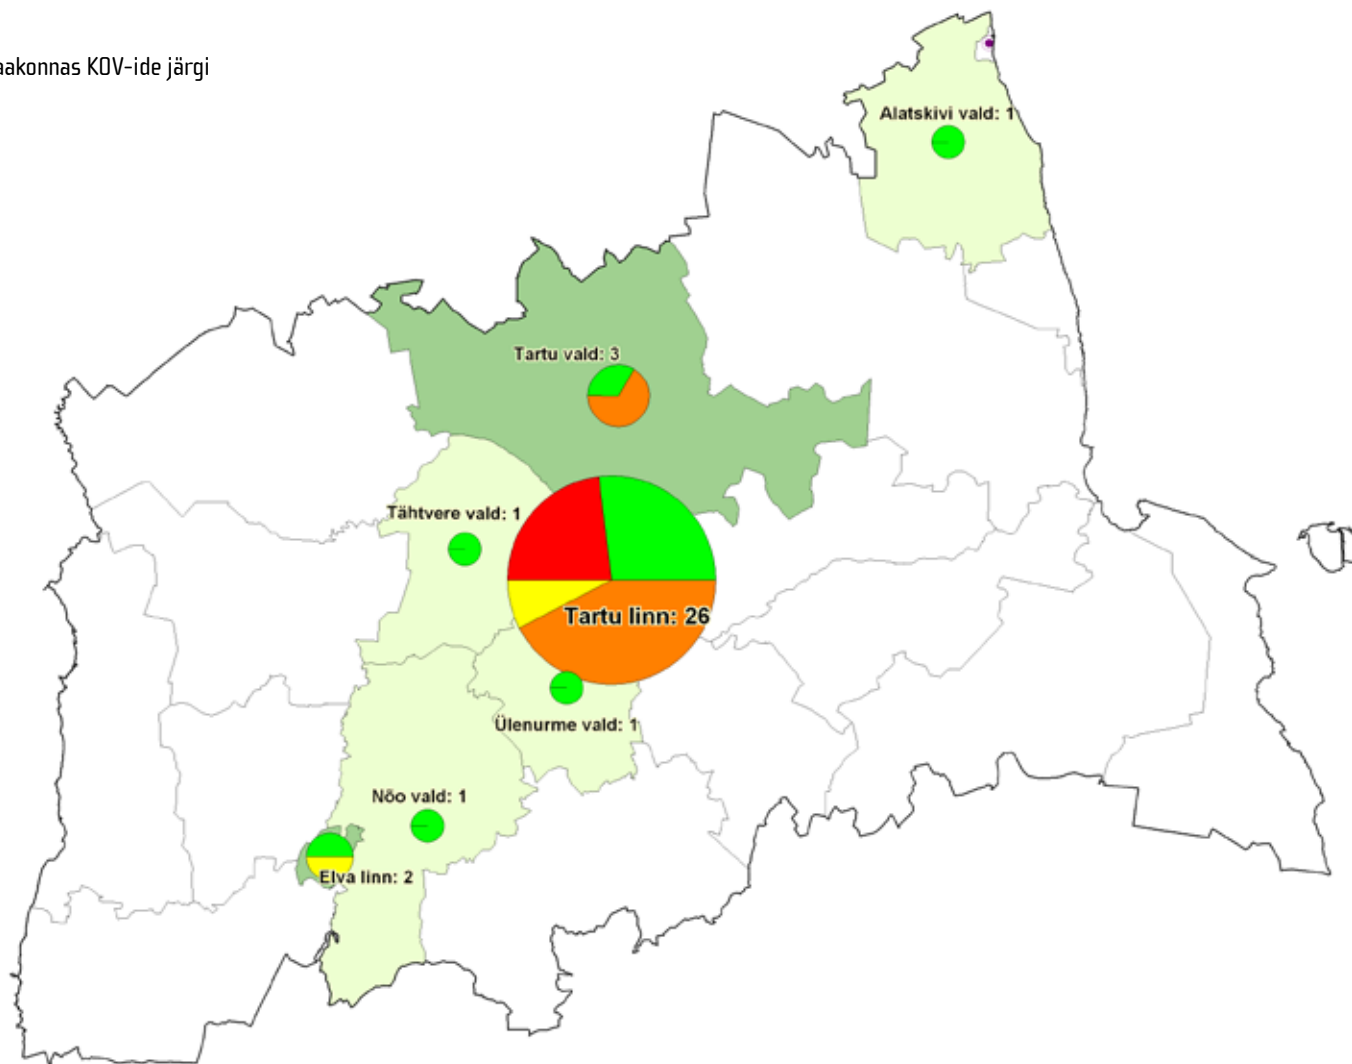 aakonnas KOV-ide järgi
Alatskivi vald: 1
Tartu vald: 3
Tähtvere vald: 1
Tartu linn: 26
Ülenurme vald: 1
Nõo vald: 1
Elva linn: 2